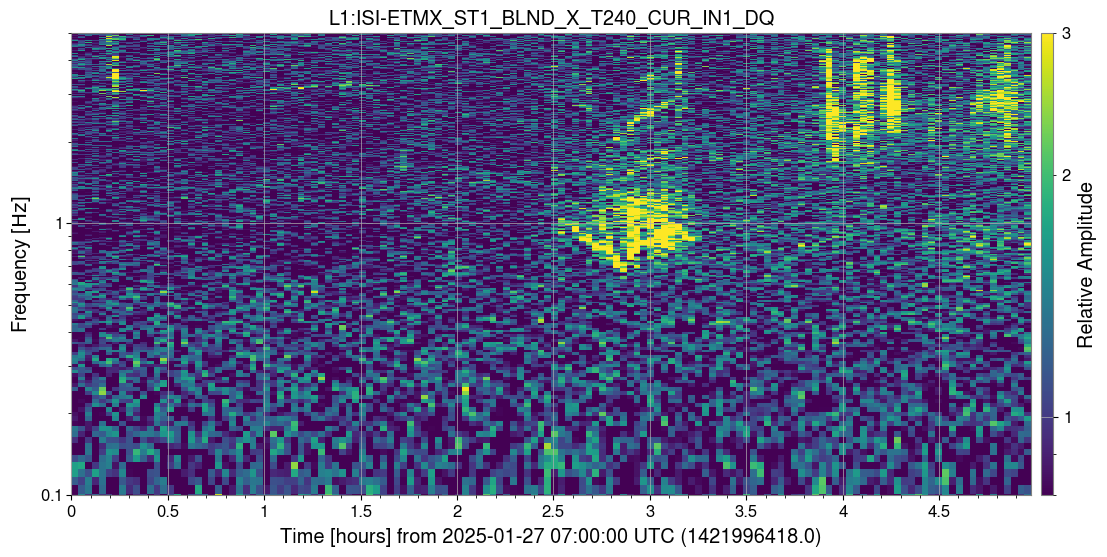 L1:ISI-ETMX_ST1_BLND_X_T240_CUR_IN1_DQ
3
2
1
Relative Amplitude
1
0.1
Frequency [Hz]
0 0.5 1 1.5 2 2.5 3 3.5 4 4.5
Time [hours] from 2025-01-27 07:00:00 UTC (1421996418.0)